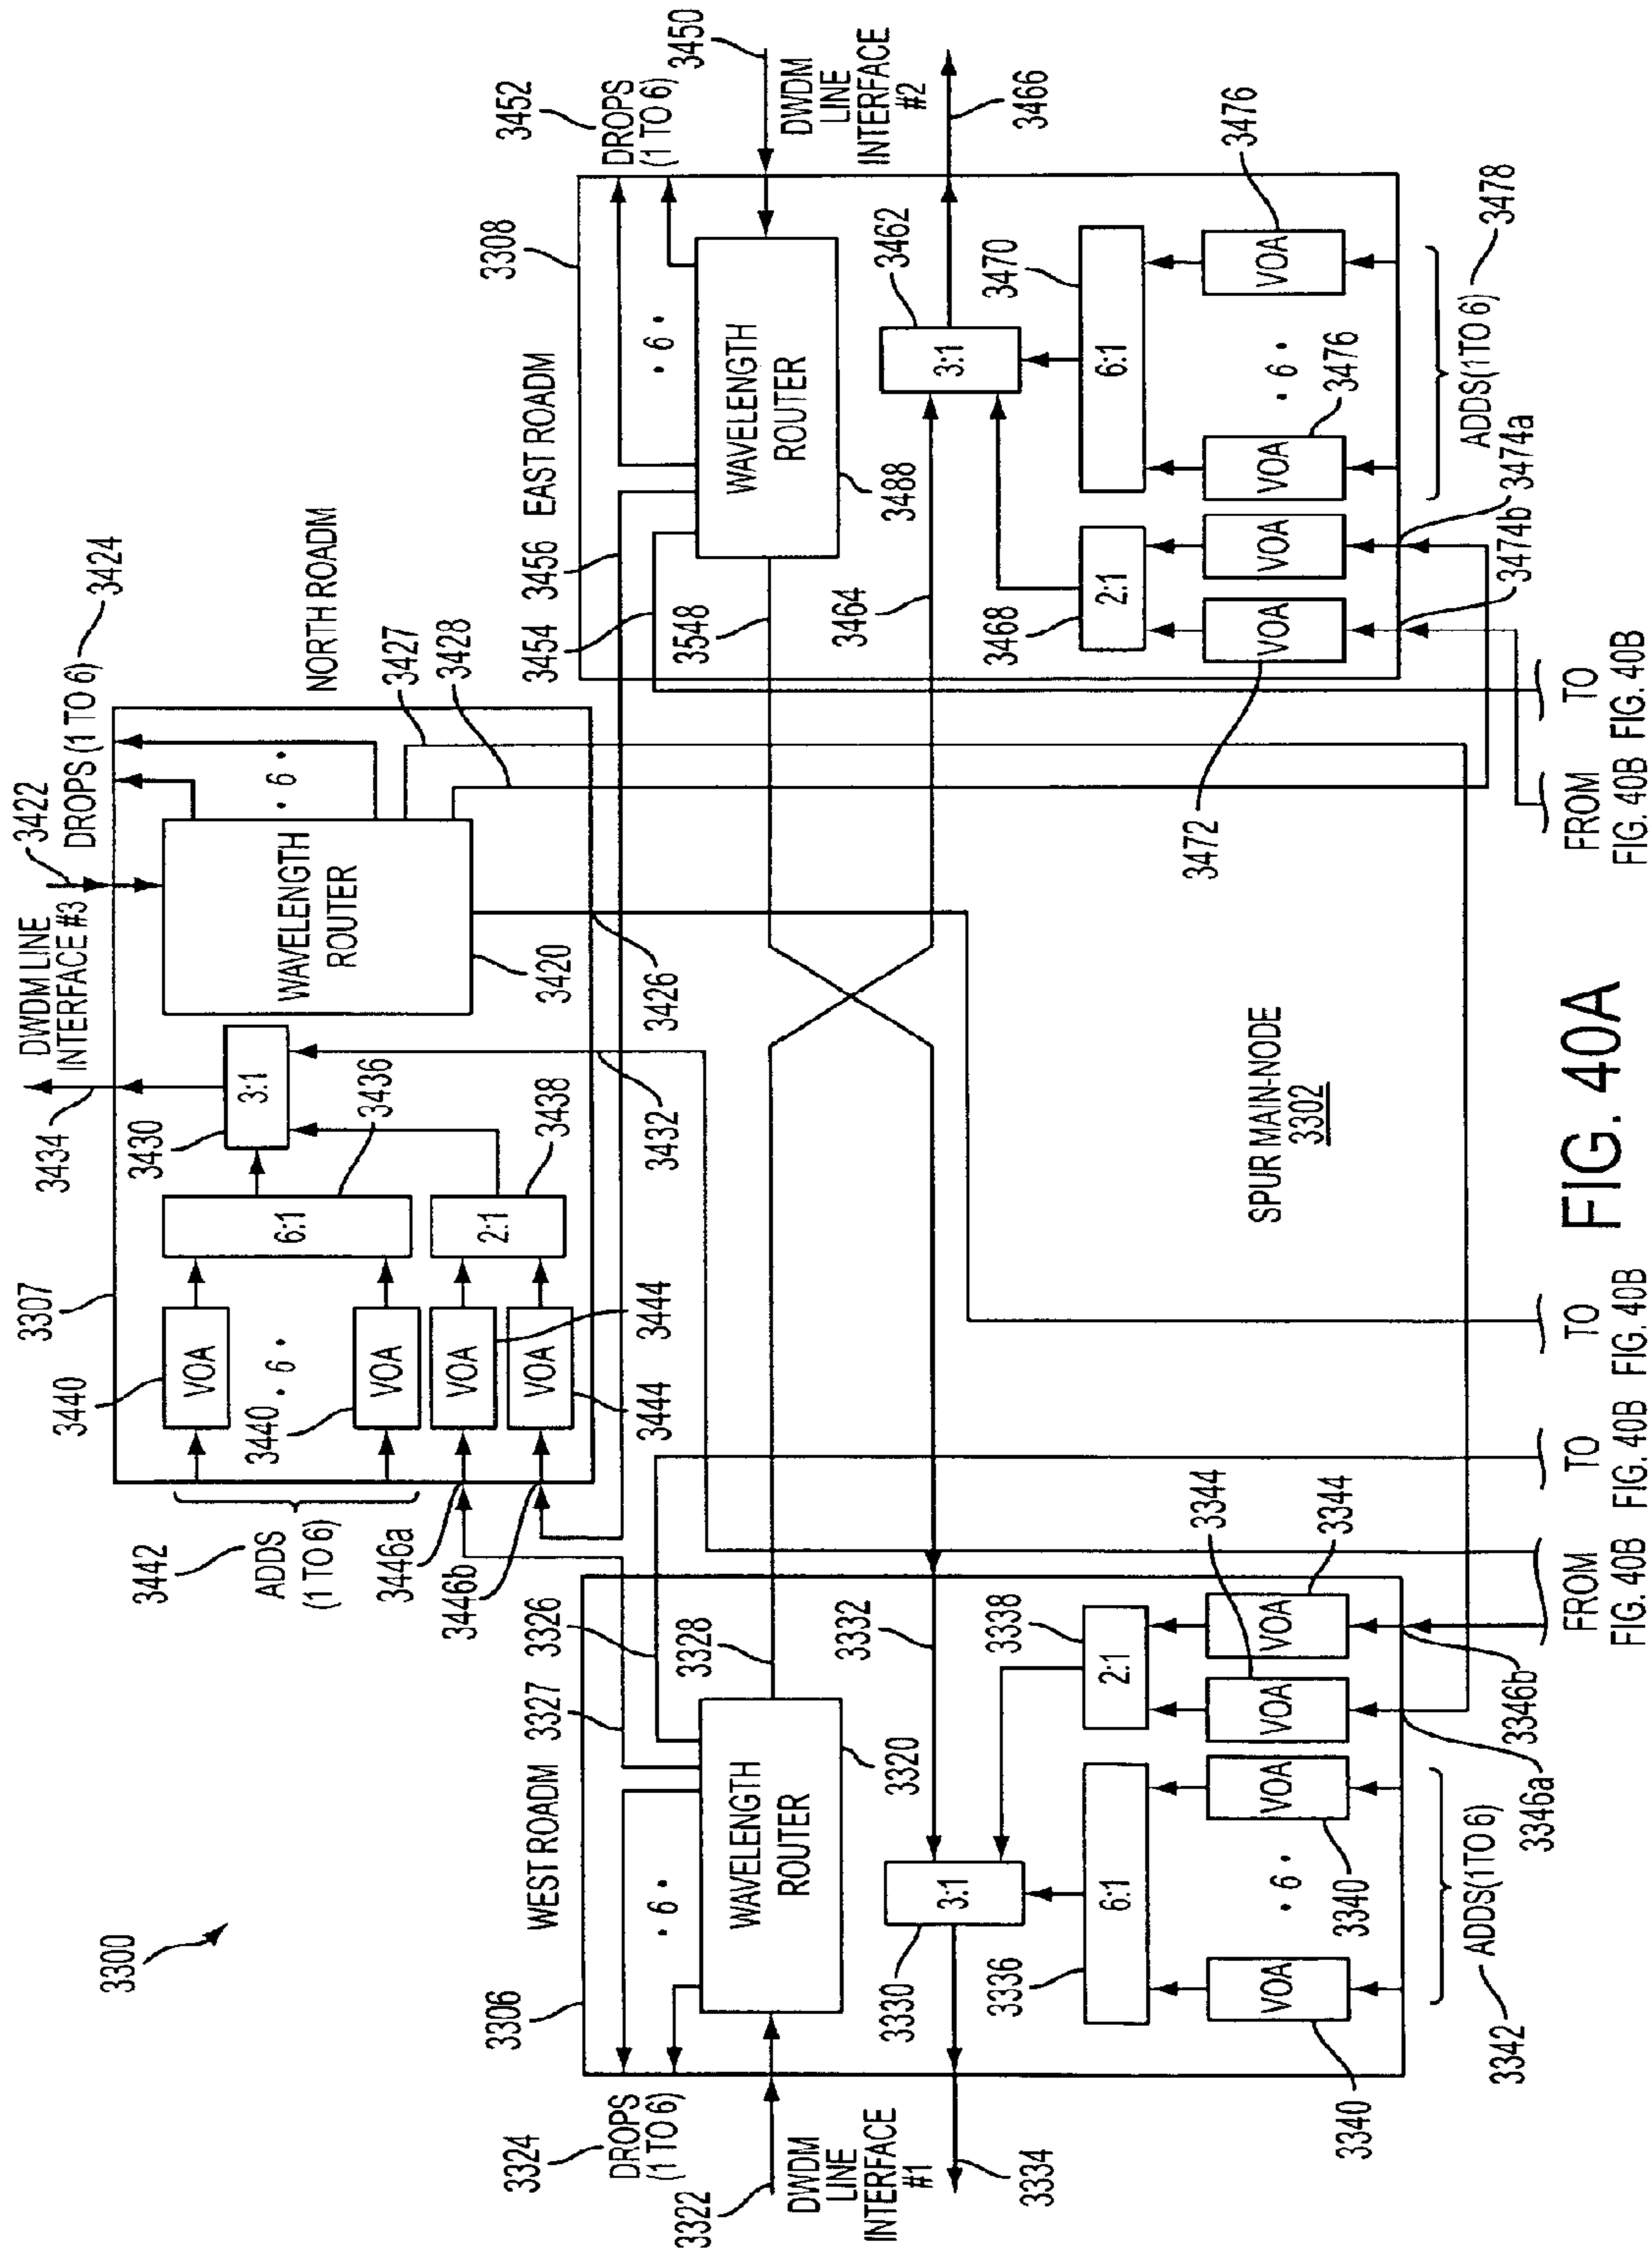 3300
3306
WEST ROADM
3324
DROPS
(1 TO 6)
3322
DWDM
LINE
INTERFACE
#1
3334
• 6 •
WAVELENGTH
ROUTER
3320
3327
3326
3328
3332
3330
3:1
3336
6:1
3338
2:1
VOA
• 6 •
VOA
VOA
VOA
3340
3340
3344
3344
3342
ADDS(1TO 6)
3346a
3346b
3307
NORTH ROADM
3434
DWDM LINE
INTERFACE #3
3422
DROPS (1 TO 6)
3424
3430
3:1
3436
6:1
3438
2:1
3440
VOA
• 6 •
3440
VOA
VOA
VOA
3444
3444
3442
ADDS
(1 TO 6)
3446a
3446b
WAVELENGTH
ROUTER
3420
• 6 •
3426
3432
3427
3428
3308
EAST ROADM
3456
3454
3548
3464
3452
DROPS
(1 TO 6)
3450
DWDM
LINE
INTERFACE
#2
3466
• 6 •
WAVELENGTH
ROUTER
3488
3462
3:1
3468
2:1
3470
6:1
3472
VOA
VOA
VOA
3476
• 6 •
VOA
3476
ADDS(1TO 6)
3478
3474a
3474b
SPUR MAIN-NODE
3302
FROM
FIG. 40B
TO
FIG. 40B
TO
FIG. 40B
FROM
FIG. 40B
TO
FIG. 40B
FIG. 40A